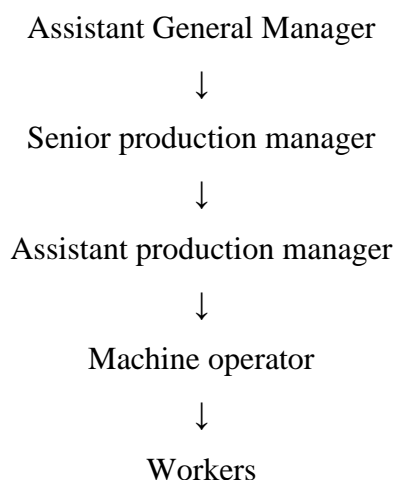 Assistant General Manager
↓
Senior production manager
↓
Assistant production manager
↓
Machine operator
↓
Workers